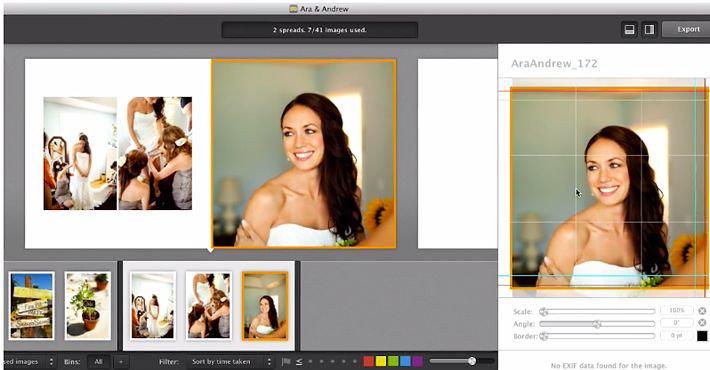 Ara & Andrew
2 spreads. 7/41 images used.
Export
AraAndrew_172
Scale:
100%
Angle:
0°
Border:
0 pt
No EXIF data found for the image.
sed images
Bins:
All
+
Filter:
Sort by time taken
≤